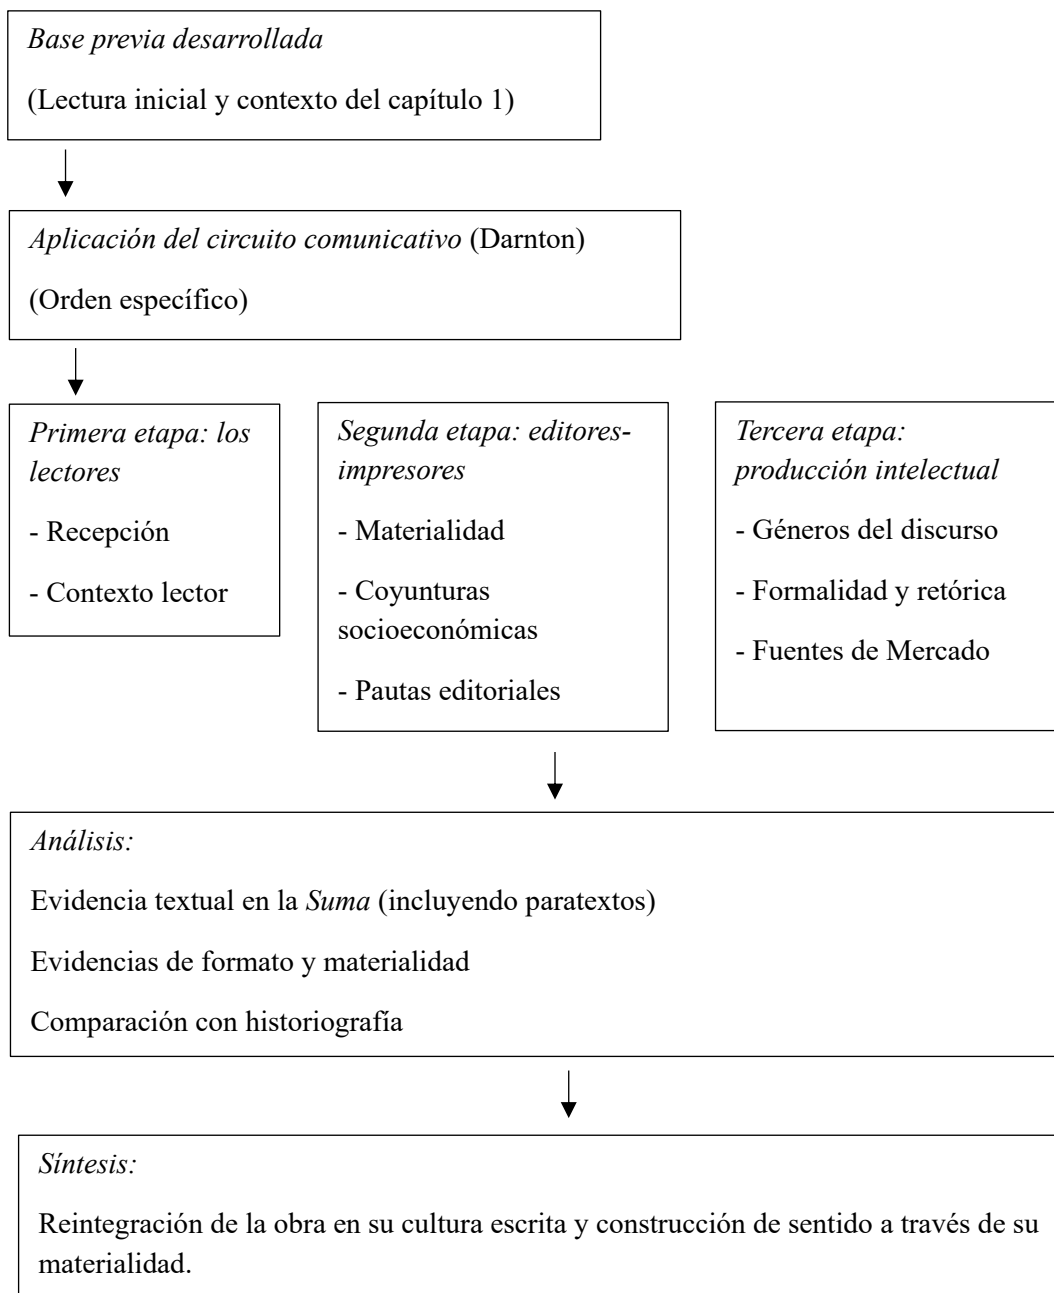 Base previa desarrollada
(Lectura inicial y contexto del capítulo 1)
Aplicación del circuito comunicativo (Darnton)
(Orden específico)
Primera etapa: los
lectores
- Recepción
- Contexto lector
Segunda etapa: editores-
impresores
- Materialidad
- Coyunturas
socioeconómicas
- Pautas editoriales
Tercera etapa:
producción intelectual
- Géneros del discurso
- Formalidad y retórica
- Fuentes de Mercado
Análisis:
Evidencia textual en la Suma (incluyendo paratextos)
Evidencias de formato y materialidad
Comparación con historiografía
Síntesis:
Reintegración de la obra en su cultura escrita y construcción de sentido a través de su
materialidad.